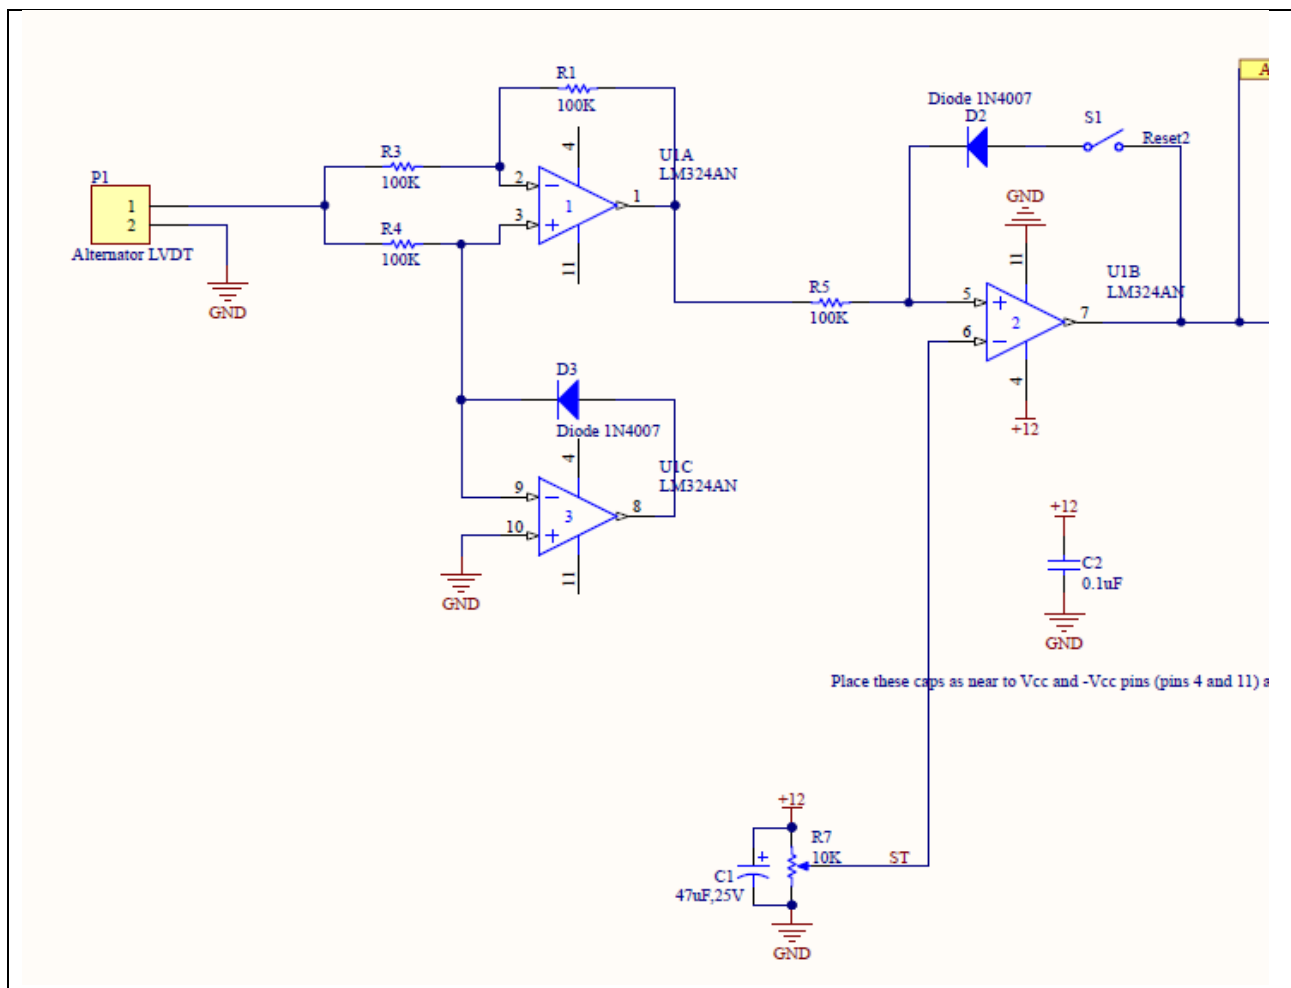 R1
100K
A
Diode 1N4007
D2
S1
Reset2
4
U1A
LM324AN
R3
100K
P1
1
2
Alternator LVDT
2
3
1
1
R4
100K
11
GND
GND
11
U1B
LM324AN
R5
100K
5
6
2
7
4
+12
GND
D3
Diode 1N4007
4
U1C
LM324AN
9
10
3
8
11
GND
+12
C2
0.1uF
GND
Place these caps as near to Vcc and -Vcc pins (pins 4 and 11) a
+12
R7
10K
ST
C1
47uF,25V
GND